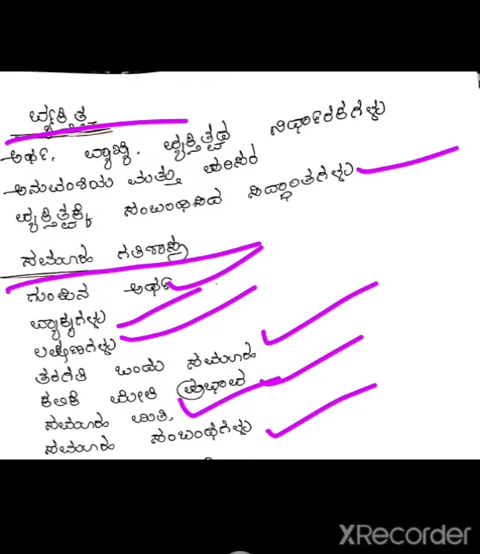 ವ್ಯಕ್ತಿತ್ವ
ಅರ್ಥ, ವ್ಯಾಖ್ಯೆ, ವ್ಯಕ್ತಿತ್ವದ ನಿರ್ಧಾರಕಗಳು
ಅನುವಂಶಿಯ ಮತ್ತು ಪರಿಸರ
ವ್ಯಕ್ತಿತ್ವಕ್ಕೆ ಸಂಬಂಧಿಸಿದ ಸಿದ್ಧಾಂತಗಳು
ಸಮೂಹ ಗತಿಶಾಸ್ತ್ರ
ಗುಂಪಿನ ಅರ್ಥ
ವ್ಯಾಖ್ಯೆಗಳು
ಲಕ್ಷಣಗಳು
ತರಗತಿ ಒಂದು ಸಮೂಹ
ಕಲಿಕೆ ಮೇಲೆ ಪ್ರಭಾವ
ಸಮೂಹ ಮಿತಿ,
ಸಮೂಹ ಸಂಬಂಧಗಳು
XRecorder